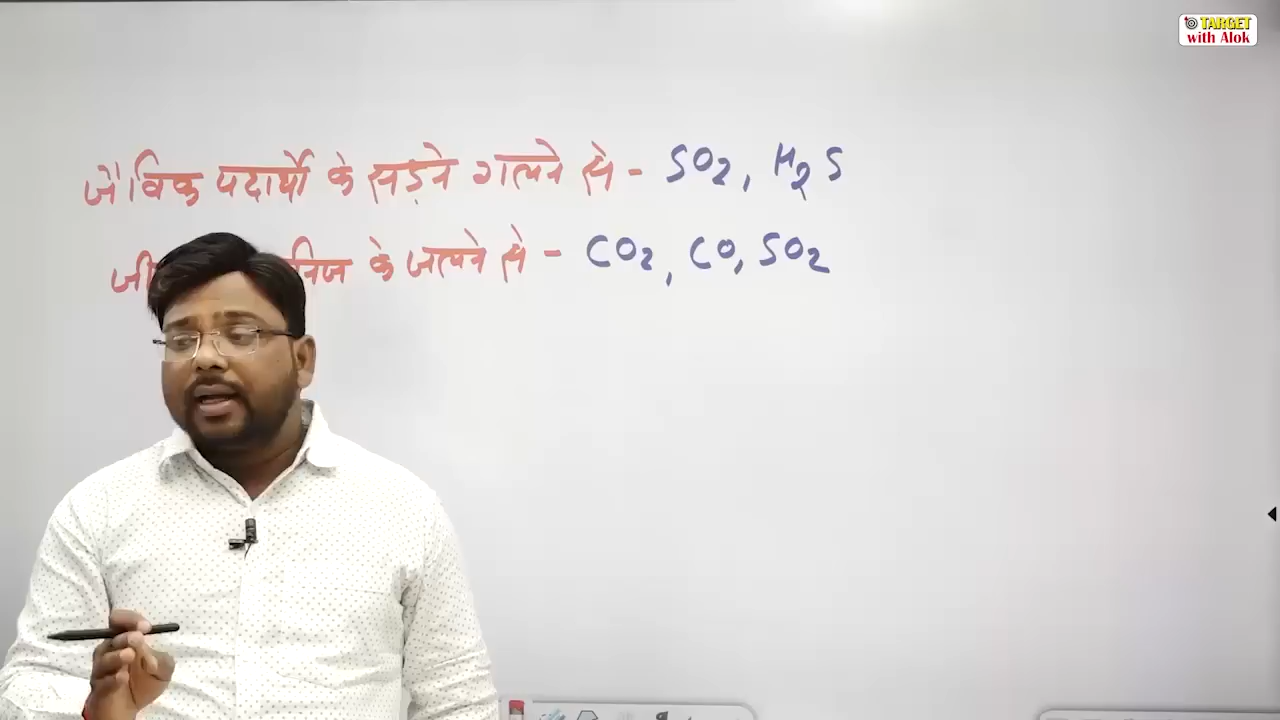 TARGET
with Alok
जैविक पदार्थों के सड़ने गलने से - SO2, H2S
के जलने से - CO2, CO, SO2